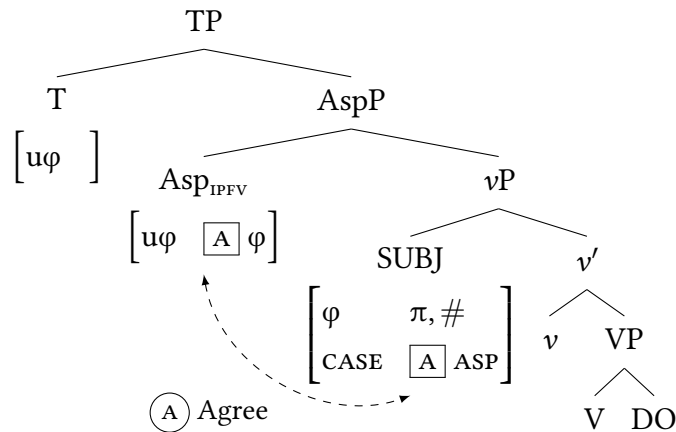 TP
T AspP
[uφ ] Asp_IPFV vP
[uφ A φ] SUBJ v′
[φ π, # v VP
CASE A ASP]
A Agree V DO